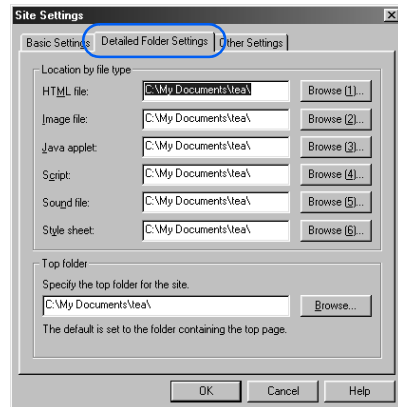 Site Settings
Basic Settings Detailed Folder Settings Other Settings
Location by file type
HTML file: C:\My Documents\tea\ Browse (1)...
Image file: C:\My Documents\tea\ Browse (2)...
Java applet: C:\My Documents\tea\ Browse (3)...
Script: C:\My Documents\tea\ Browse (4)...
Sound file: C:\My Documents\tea\ Browse (5)...
Style sheet: C:\My Documents\tea\ Browse (6)...
Top folder
Specify the top folder for the site.
C:\My Documents\tea\ Browse...
The default is set to the folder containing the top page.
OK Cancel Help